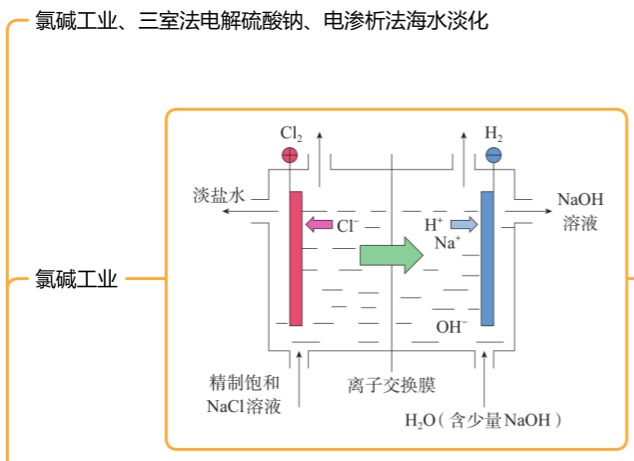 氯碱工业、三室法电解硫酸钠、电渗析法海水淡化
Cl₂
H₂
淡盐水
NaOH
溶液
Cl⁻
H⁺
Na⁺
氯碱工业
OH⁻
精制饱和
NaCl溶液
离子交换膜
H₂O(含少量NaOH)